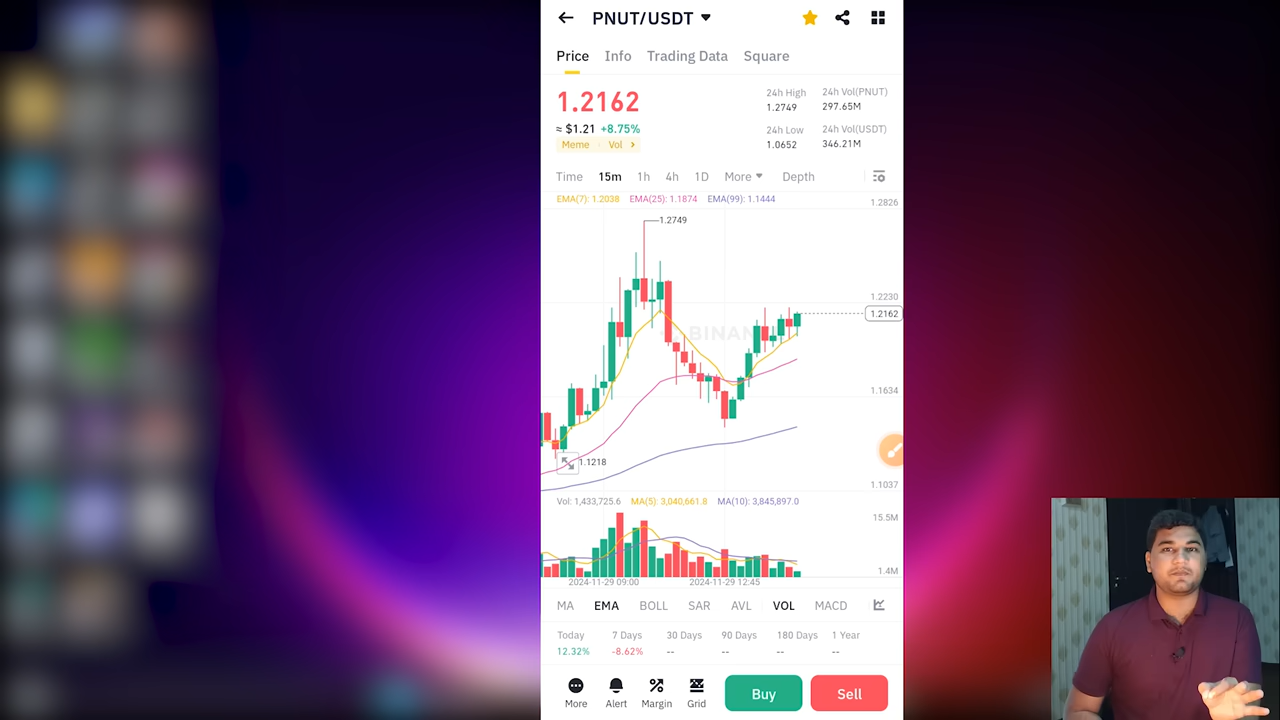 PNUT/USDT
Price Info Trading Data Square
1.2162
≈ $1.21 +8.75%
Meme Vol >
24h High 24h Vol(PNUT)
1.2749 297.65M
24h Low 24h Vol(USDT)
1.0652 346.21M
Time 15m 1h 4h 1D More Depth
EMA(7): 1.2038 EMA(25): 1.1874 EMA(99): 1.1444
1.2826
1.2749
1.2230
1.2162
1.1634
1.1218
1.1037
Vol: 1,433,725.6 MA(5): 3,040,661.8 MA(10): 3,845,897.0
15.5M
1.4M
2024-11-29 09:00 2024-11-29 12:45
MA EMA BOLL SAR AVL VOL MACD
Today 7 Days 30 Days 90 Days 180 Days 1 Year
12.32% -8.62% -- -- -- --
More Alert Margin Grid Buy Sell